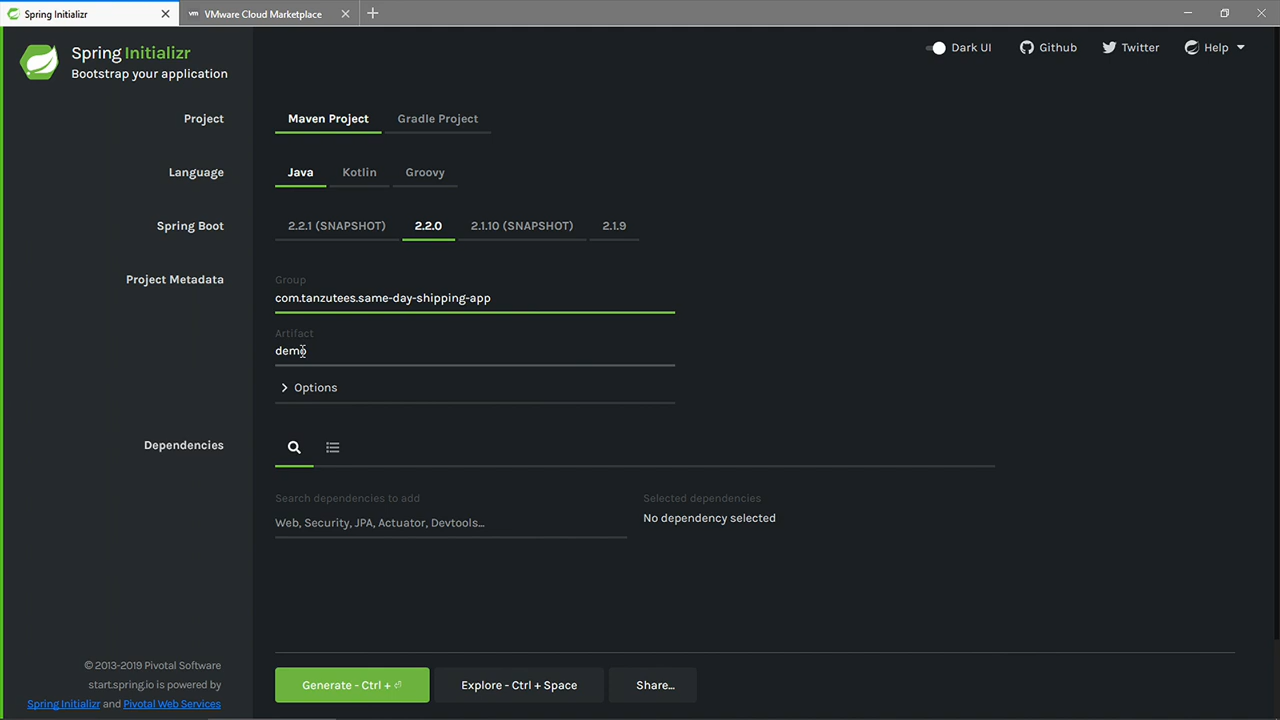 Spring Initializr
vm VMware Cloud Marketplace
Spring Initializr
Bootstrap your application
Dark UI
Github
Twitter
Help
Project
Maven Project
Gradle Project
Language
Java
Kotlin
Groovy
Spring Boot
2.2.1 (SNAPSHOT)
2.2.0
2.1.10 (SNAPSHOT)
2.1.9
Project Metadata
Group
com.tanzutees.same-day-shipping-app
Artifact
demo
Options
Dependencies
Search dependencies to add
Web, Security, JPA, Actuator, Devtools...
Selected dependencies
No dependency selected
© 2013-2019 Pivotal Software
start.spring.io is powered by
Spring Initializr and Pivotal Web Services
Generate - Ctrl + ⏎
Explore - Ctrl + Space
Share...